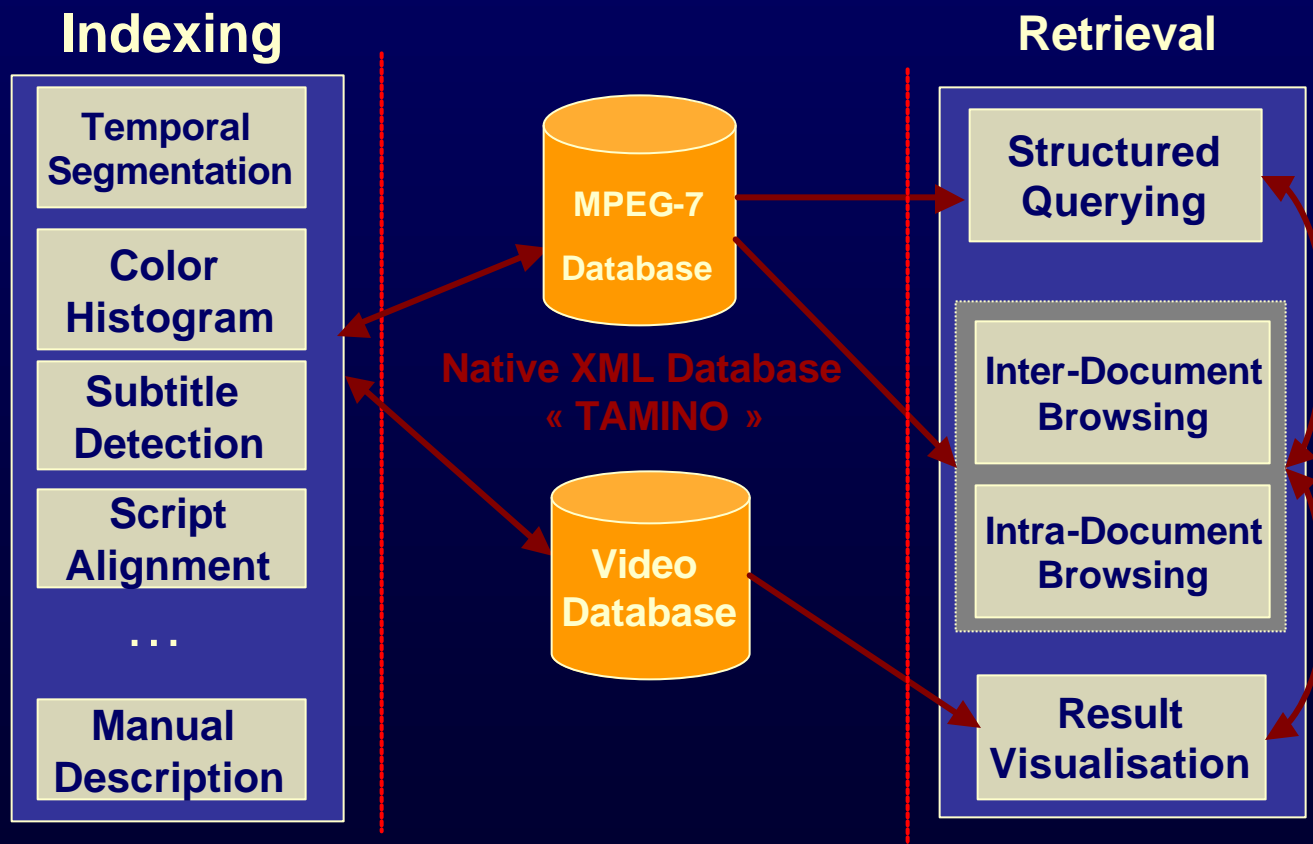 Indexing
Temporal
Segmentation
Color
Histogram
Subtitle
Detection
Script
Alignment
...
Manual
Description
MPEG-7
Database
Native XML Database
« TAMINO »
Video
Database
Retrieval
Structured
Querying
Inter-Document
Browsing
Intra-Document
Browsing
Result
Visualisation